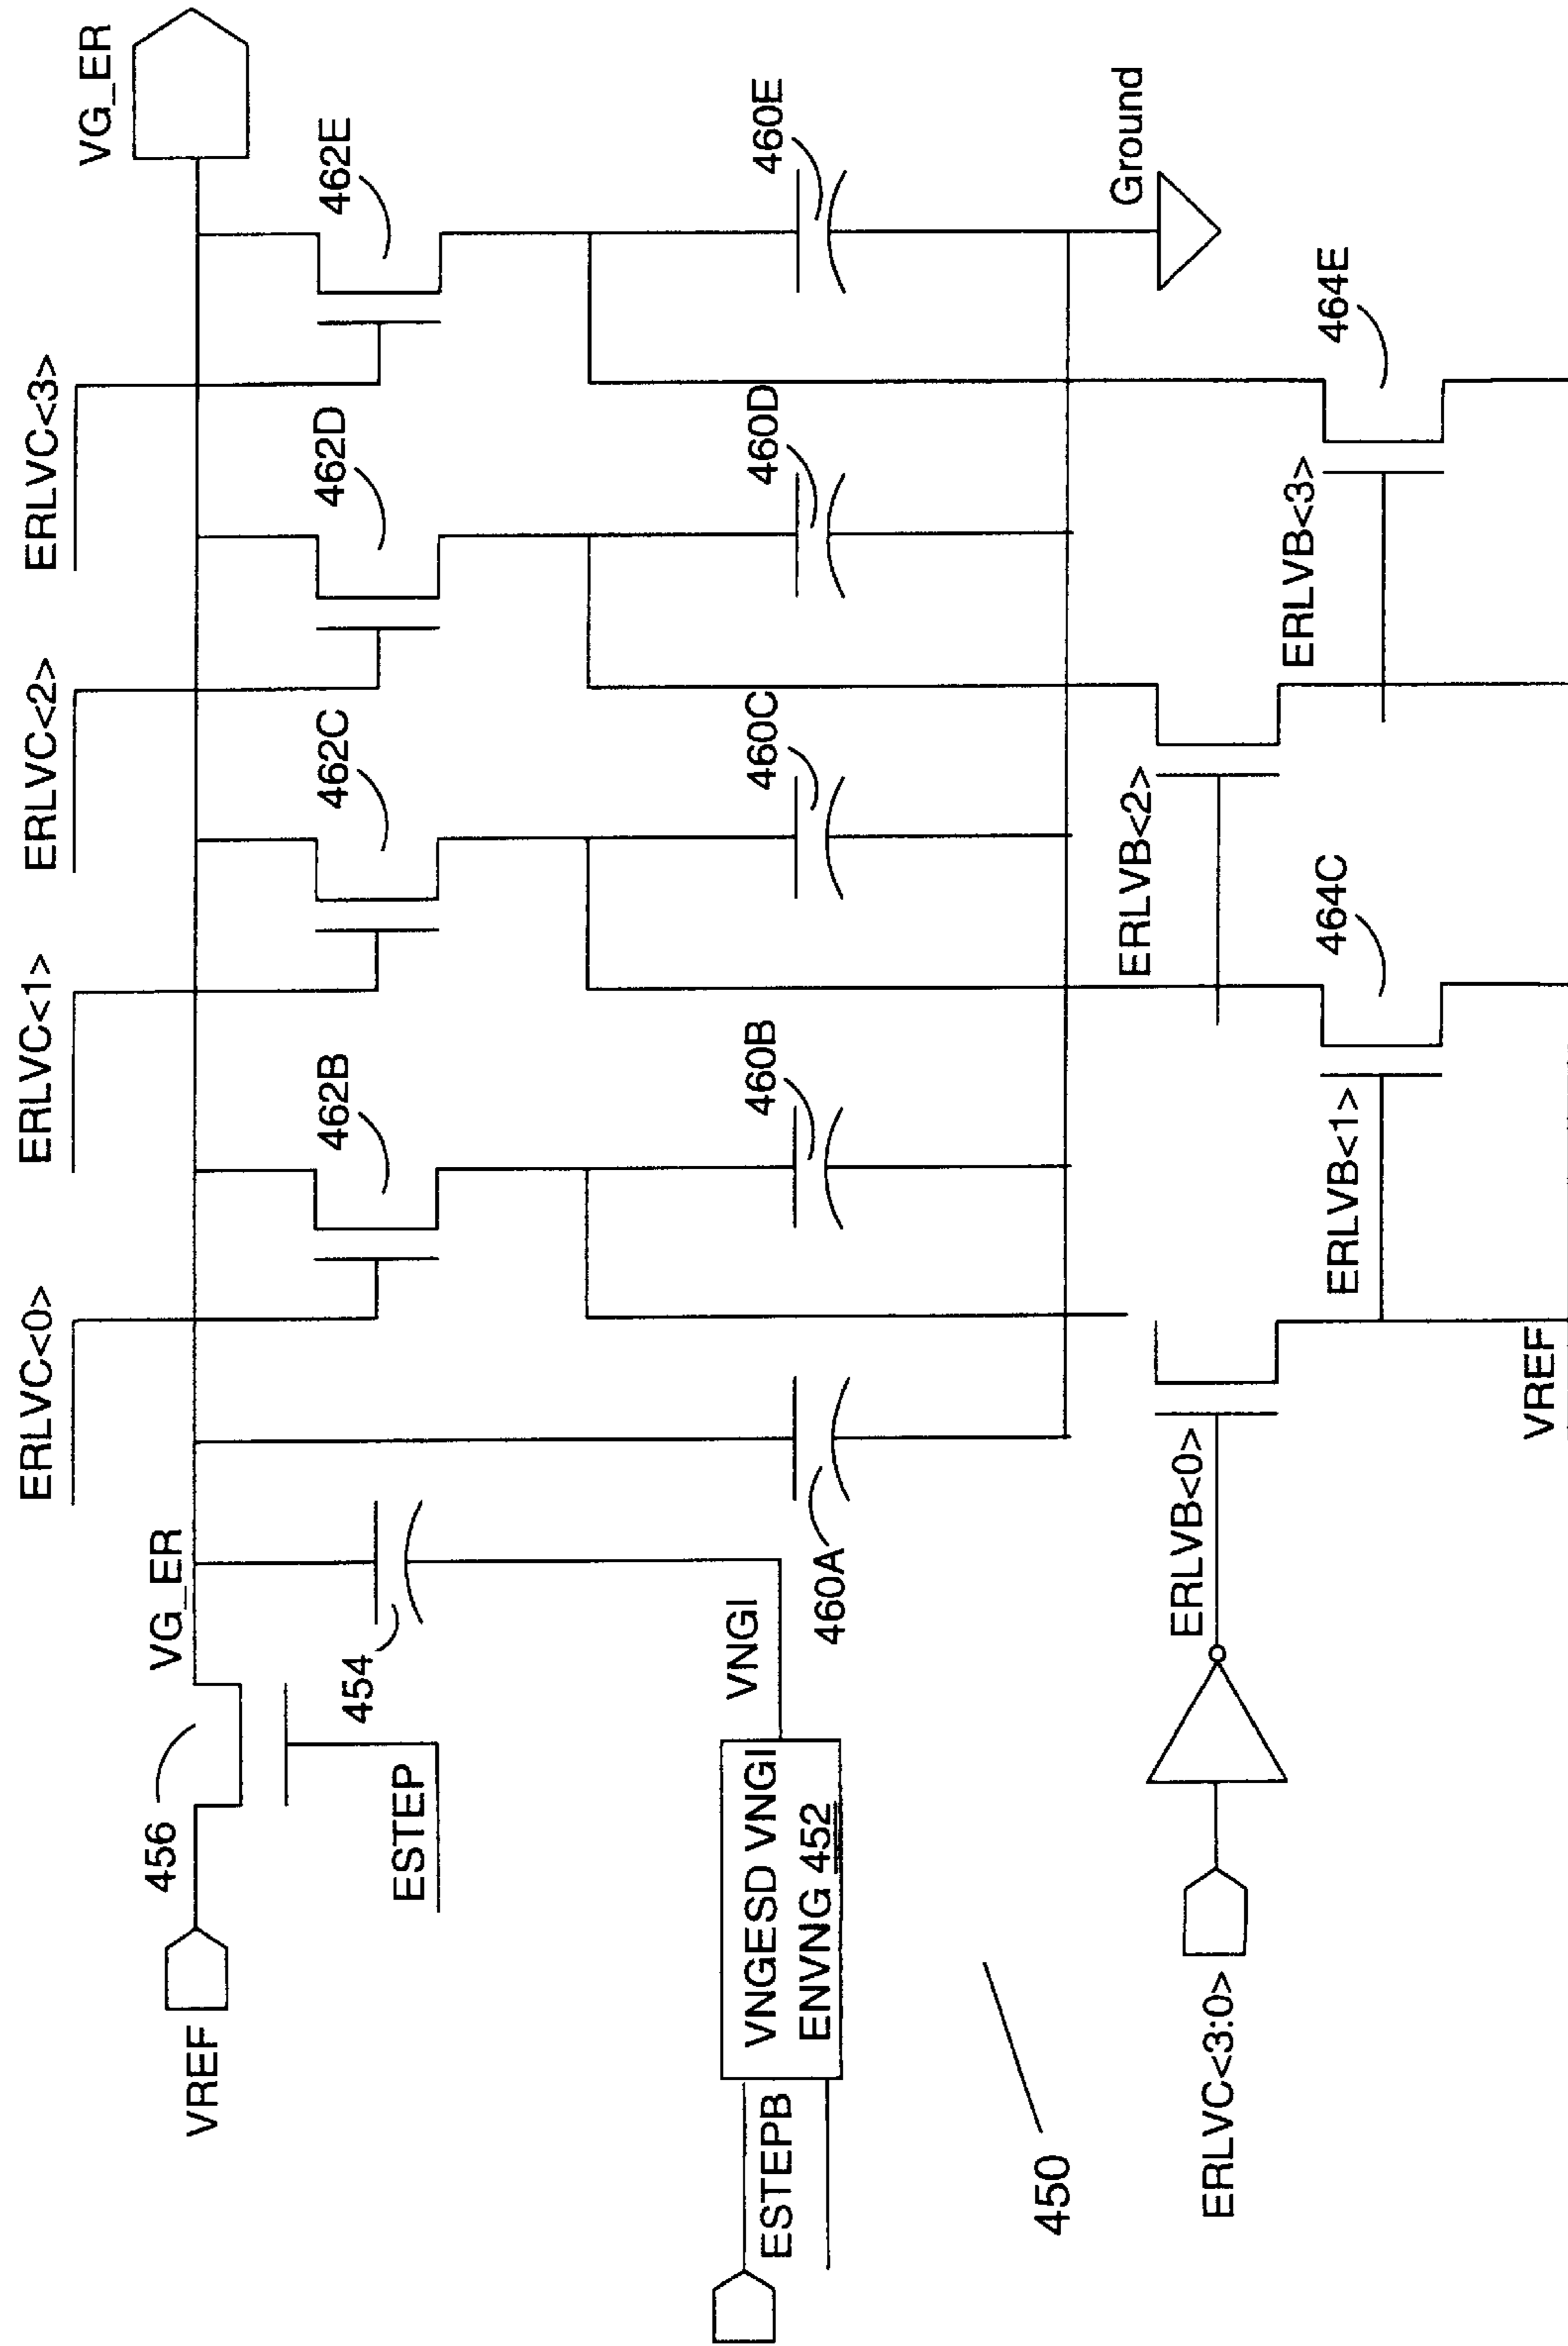 ERLVC<0>
ERLVC<1>
ERLVC<2>
ERLVC<3>
VREF
456
VG_ER
VG_ER
ESTEP
454
462B
462C
462D
462E
ESTEPB
VNGESD VNGI
ENVNG 452
VNGI
460A
460B
460C
460D
460E
450
Ground
ERLVC<3:0>
ERLVB<0>
ERLVB<2>
ERLVB<1>
464C
ERLVB<3>
464E
VREF